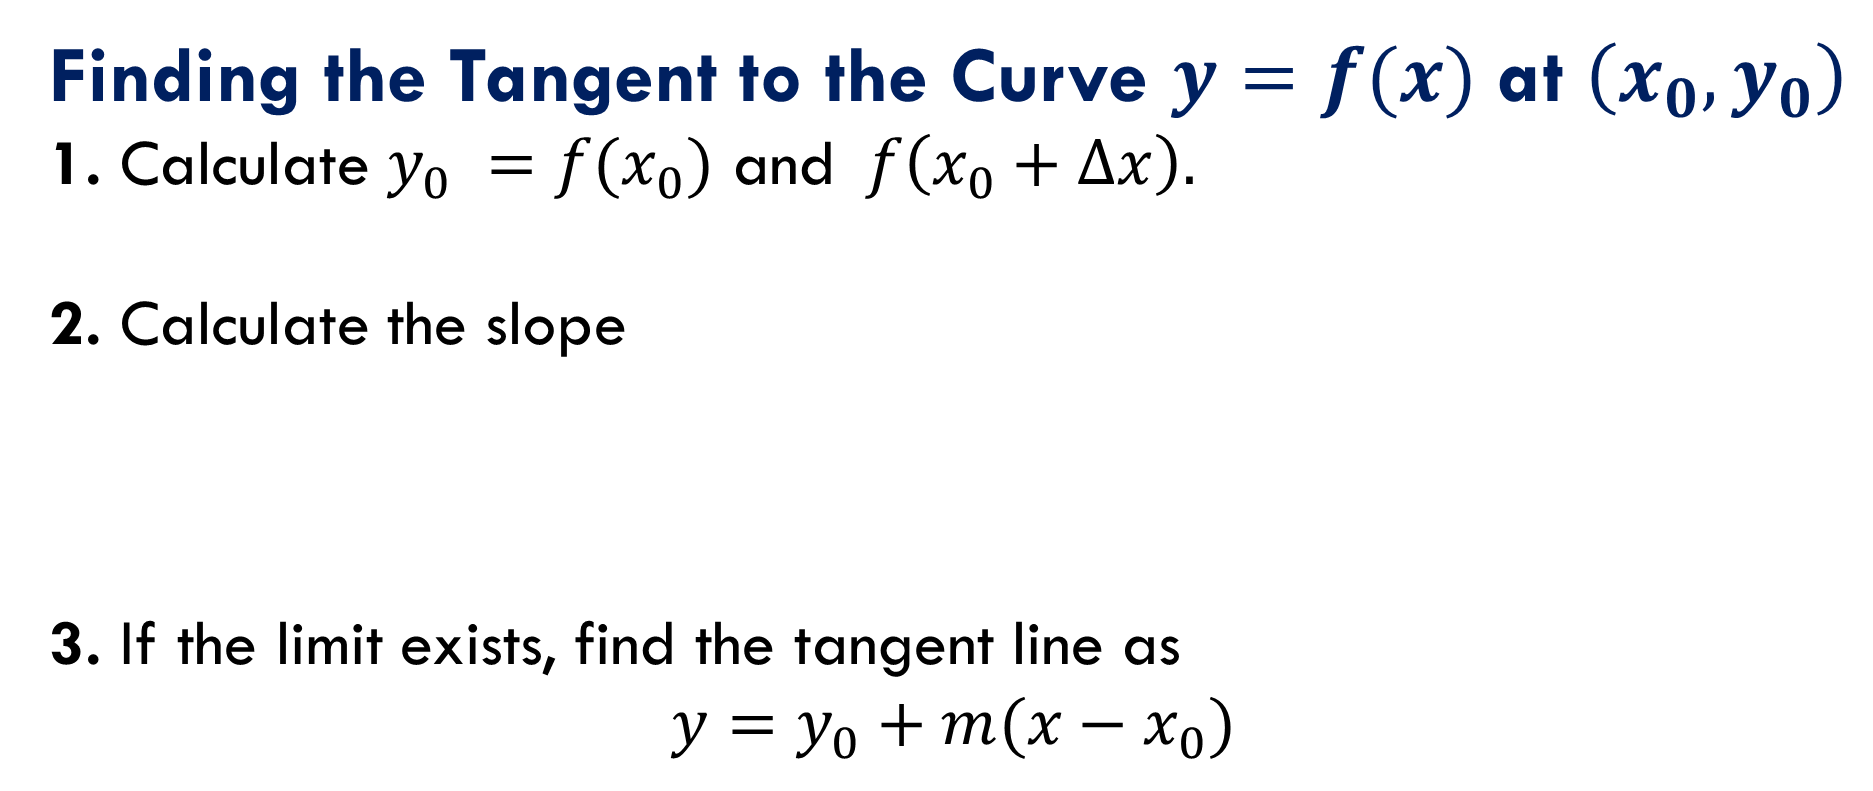 Finding the Tangent to the Curve y = f(x) at (x₀, y₀)
1. Calculate y₀ = f(x₀) and f(x₀ + Δx).
2. Calculate the slope
3. If the limit exists, find the tangent line as
y = y₀ + m(x − x₀)